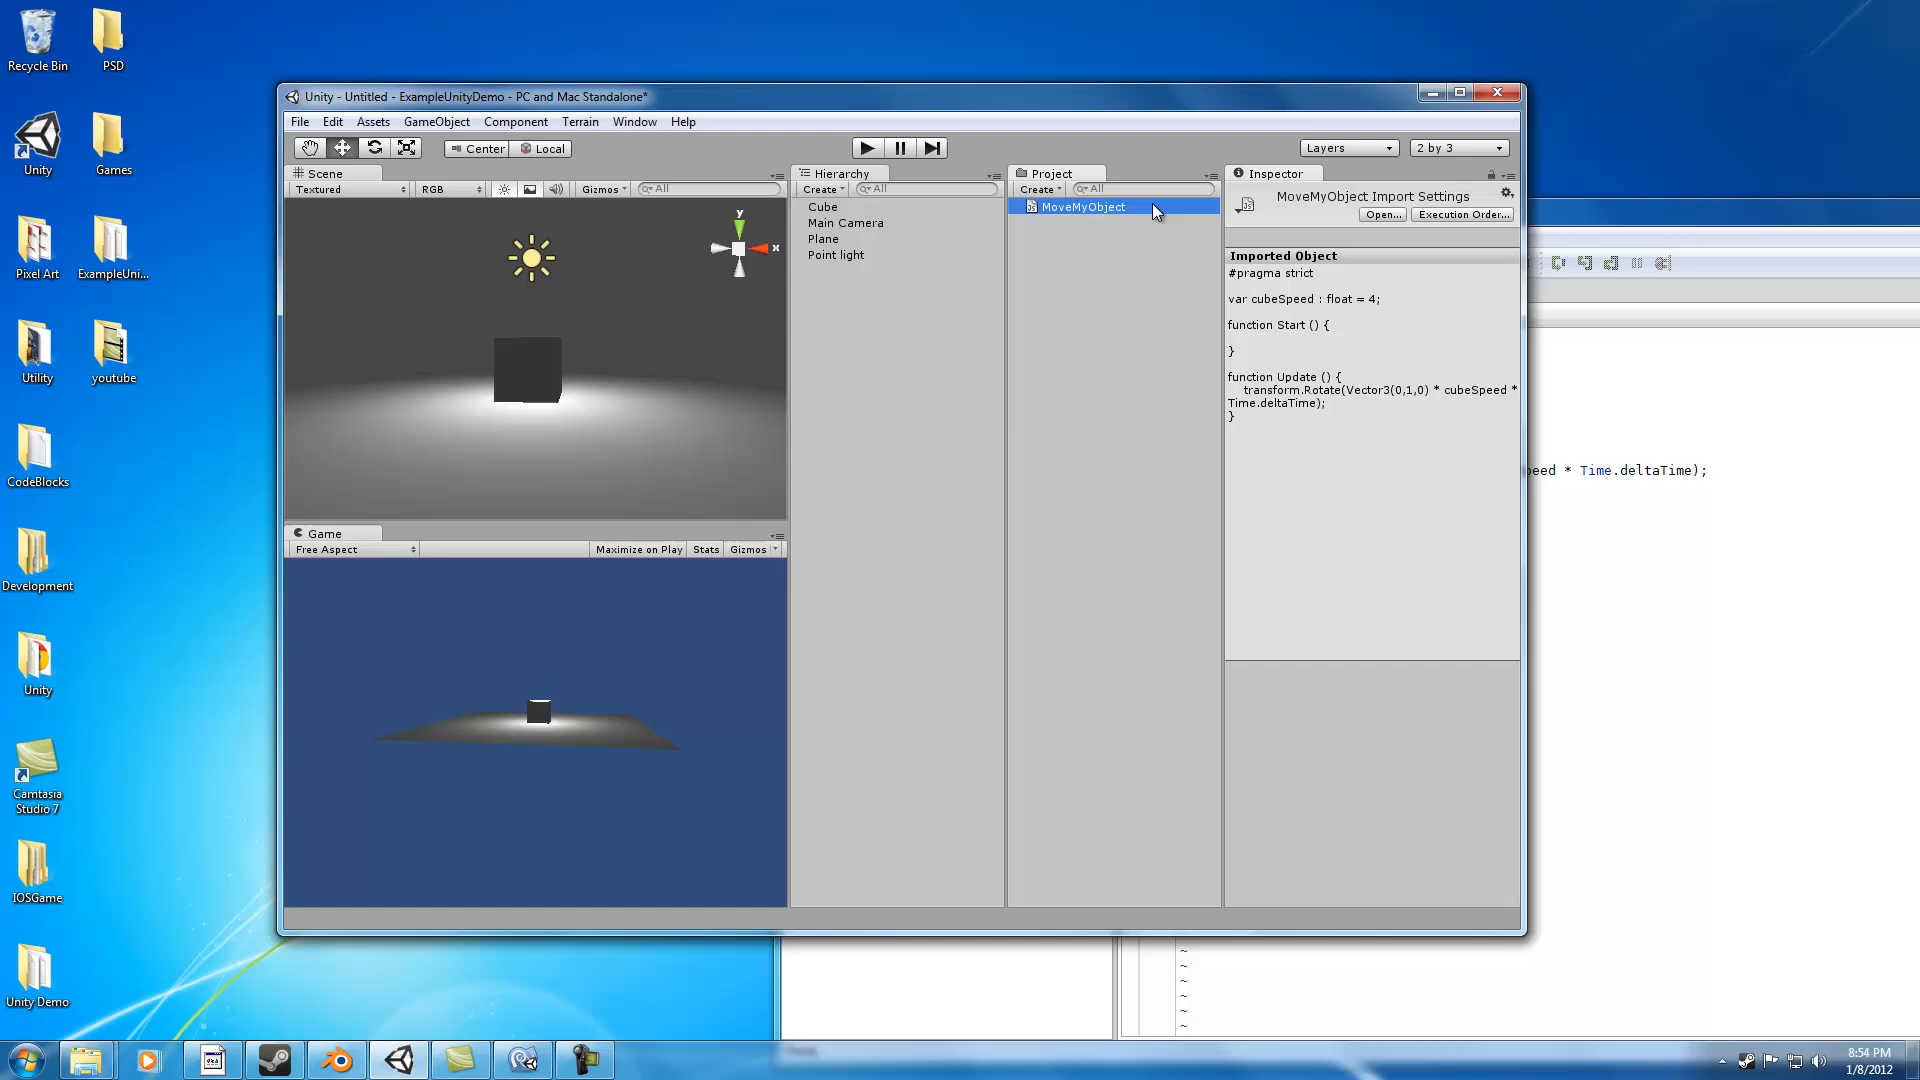 Recycle Bin
PSD
Unity
Games
Pixel Art
ExampleUni...
Utility
youtube
CodeBlocks
Development
Unity
Camtasia
Studio 7
IOSGame
Unity Demo
Unity - Untitled - ExampleUnityDemo - PC and Mac Standalone*
File Edit Assets GameObject Component Terrain Window Help
Center Local
Layers 2 by 3
Scene
Textured RGB Gizmos All
y
x
Game
Free Aspect Maximize on Play Stats Gizmos
Hierarchy
Create All
Cube
Main Camera
Plane
Point light
Project
Create All
MoveMyObject
Inspector
MoveMyObject Import Settings
Open... Execution Order...
Imported Object
#pragma strict
var cubeSpeed : float = 4;
function Start () {
}
function Update () {
transform.Rotate(Vector3(0,1,0) * cubeSpeed *
Time.deltaTime);
}
eed * Time.deltaTime);
~
~
~
~
~
~
8:54 PM
1/8/2012